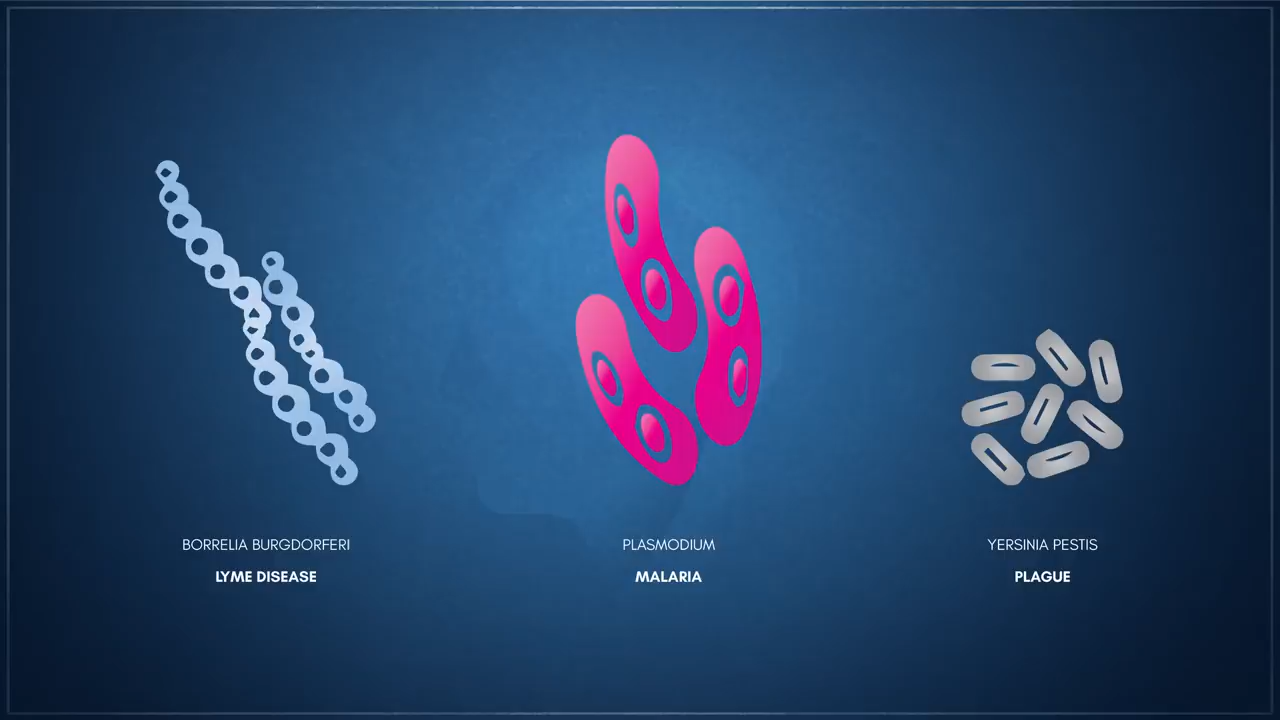 BORRELIA BURGDORFERI
LYME DISEASE
PLASMODIUM
MALARIA
YERSINIA PESTIS
PLAGUE